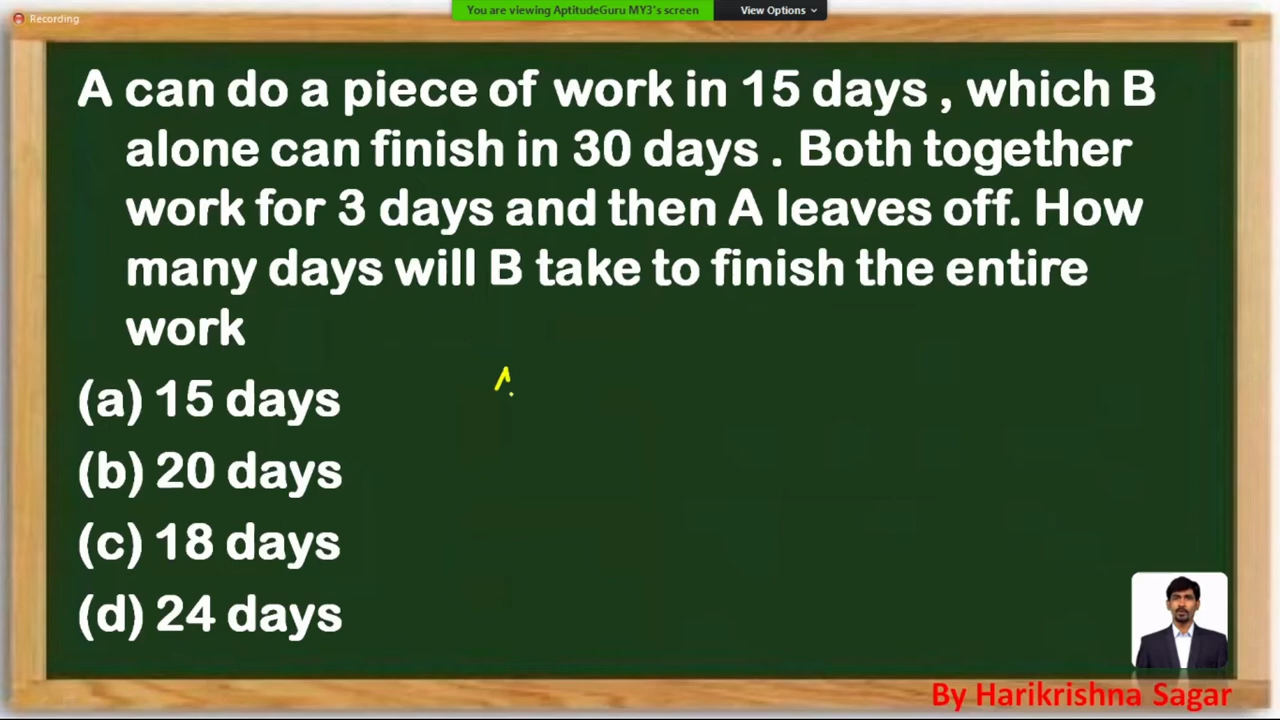 Recording
You are viewing AptitudeGuru MY3's screen
View Options
A can do a piece of work in 15 days , which B
alone can finish in 30 days . Both together
work for 3 days and then A leaves off. How
many days will B take to finish the entire
work
(a) 15 days
(b) 20 days
(c) 18 days
(d) 24 days
By Harikrishna Sagar